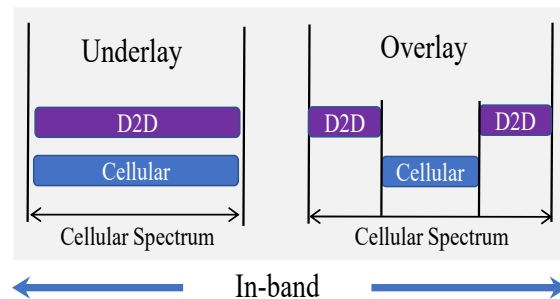 Underlay
D2D
Cellular
Cellular Spectrum
Overlay
D2D
D2D
Cellular
Cellular Spectrum
In-band